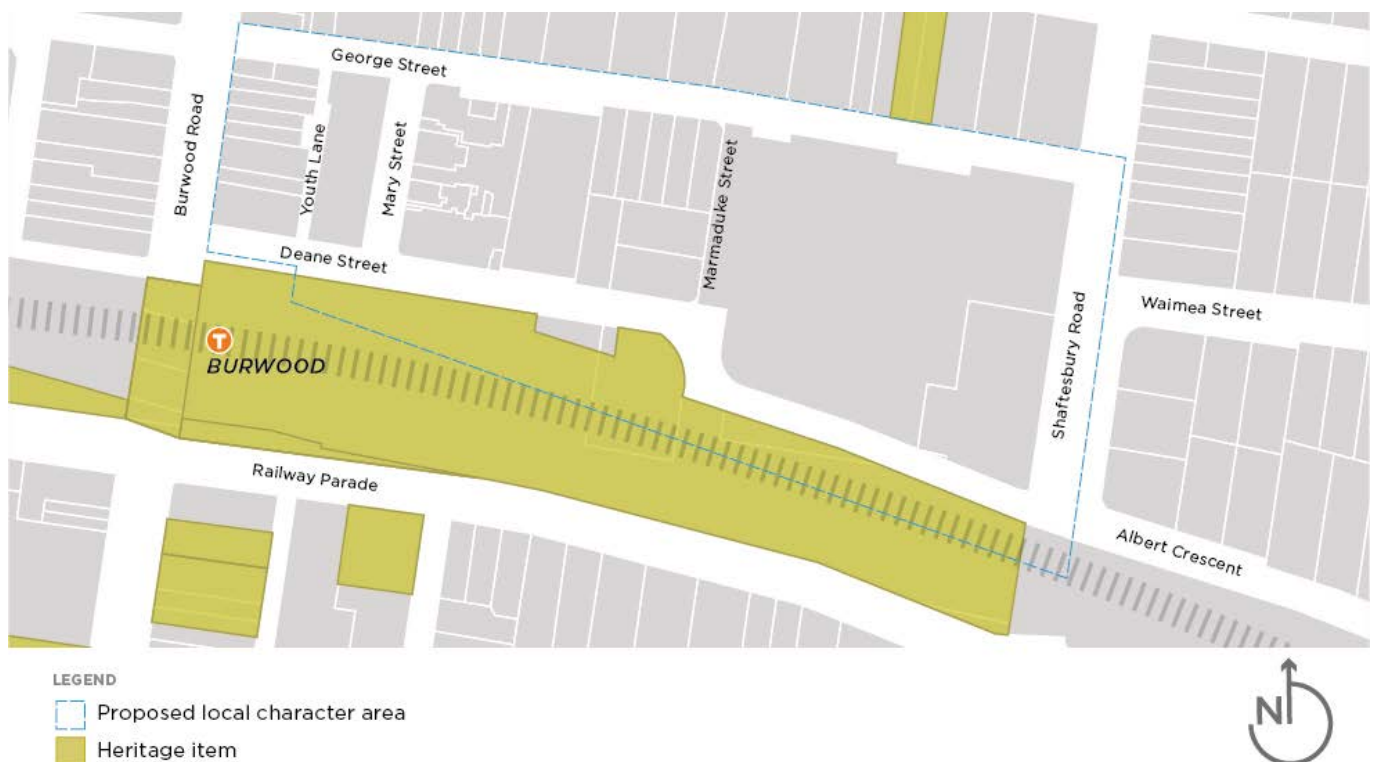 George Street
Burwood Road
Youth Lane
Mary Street
Marmaduke Street
Deane Street
Shaftesbury Road
Waimea Street
T
BURWOOD
Railway Parade
Albert Crescent
LEGEND
Proposed local character area
Heritage item
N